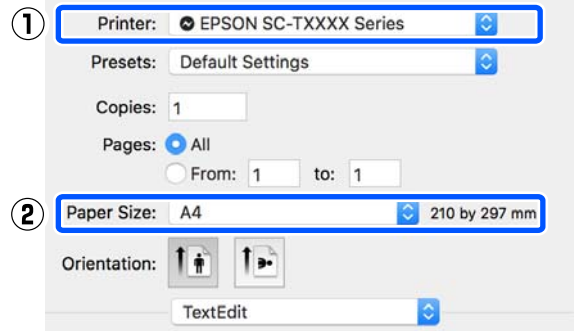 ① Printer: EPSON SC-TXXXX Series
Presets: Default Settings
Copies: 1
Pages: All
From: 1 to: 1
② Paper Size: A4 210 by 297 mm
Orientation:
TextEdit